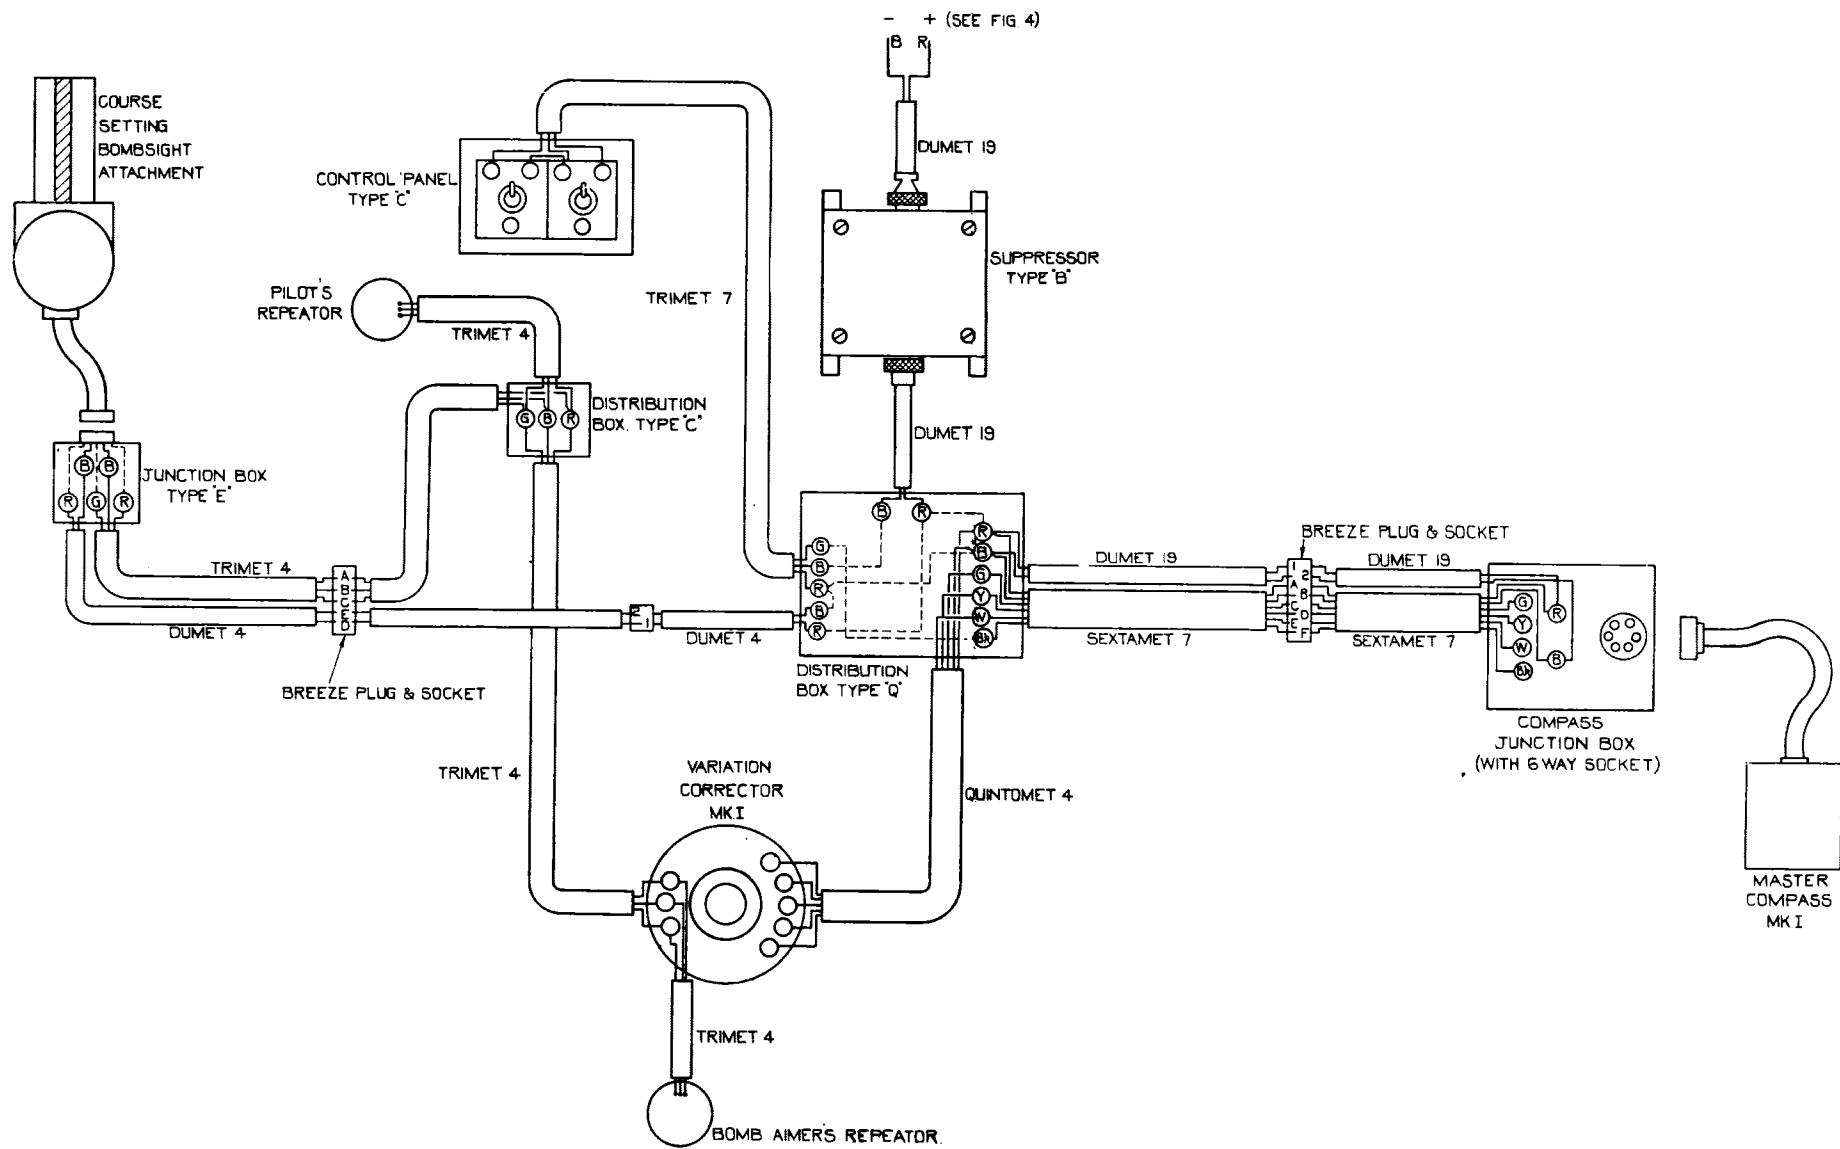 - + (SEE FIG 4)
B R
COURSE
SETTING
BOMBSIGHT
ATTACHMENT
DUMET 19
CONTROL PANEL
TYPE "C"
SUPPRESSOR
TYPE "B"
PILOT'S
REPEATOR
TRIMET 4
TRIMET 7
DISTRIBUTION
BOX. TYPE "C"
G B R
DUMET 19
JUNCTION BOX
TYPE "E"
B B
R G R
B R
G
B
R
B
R
R
B
G
Y
W
Bk
BREEZE PLUG & SOCKET
TRIMET 4
A
B
C
E
D
DUMET 4
2
1
DUMET 4
DUMET 19
1
2
A
B
C
D
E
F
DUMET 19
SEXTAMET 7
SEXTAMET 7
G
Y
W
Bk
R
B
BREEZE PLUG & SOCKET
DISTRIBUTION
BOX TYPE "Q"
COMPASS
JUNCTION BOX
(WITH 6 WAY SOCKET)
TRIMET 4
VARIATION
CORRECTOR
MK.I
QUINTOMET 4
MASTER
COMPASS
MK I
TRIMET 4
BOMB AIMER'S REPEATOR.